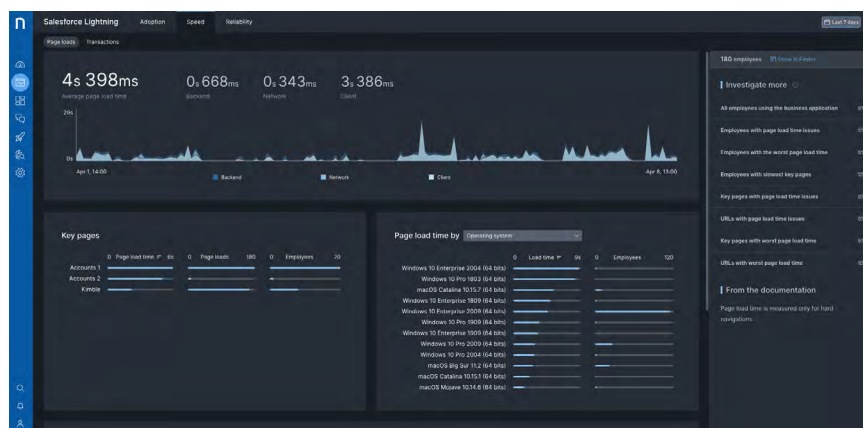 n
Salesforce Lightning Adoption Speed Reliability Last 7 days
Page loads Transactions
180 employees Show in Finder
4s 398ms 0s 668ms 0s 343ms 3s 386ms
Average page load time Backend Network Client
29s
0s
Apr 1, 14:00 Apr 8, 13:00
Backend Network Client
Investigate more
All employees using the business application
Employees with page load time issues
Employees with the worst page load time
Employees with slowest key pages
Key pages with page load time issues
URLs with page load time issues
Key pages with worst page load time
URLs with worst page load time
From the documentation
Page load time is measured only for hard
navigations.
Key pages
0 Page load time 6s 0 Page loads 180 0 Employees 20
Accounts 1
Accounts 2
Kimble
Page load time by Operating system
0 Load time 9s 0 Employees 120
Windows 10 Enterprise 2004 (64 bits)
Windows 10 Pro 1803 (64 bits)
macOS Catalina 10.15.7 (64 bits)
Windows 10 Enterprise 1809 (64 bits)
Windows 10 Enterprise 2009 (64 bits)
Windows 10 Pro 1909 (64 bits)
Windows 10 Enterprise 1909 (64 bits)
Windows 10 Pro 2009 (64 bits)
Windows 10 Pro 2004 (64 bits)
macOS Big Sur 11.2 (64 bits)
macOS Catalina 10.15.1 (64 bits)
macOS Mojave 10.14.6 (64 bits)